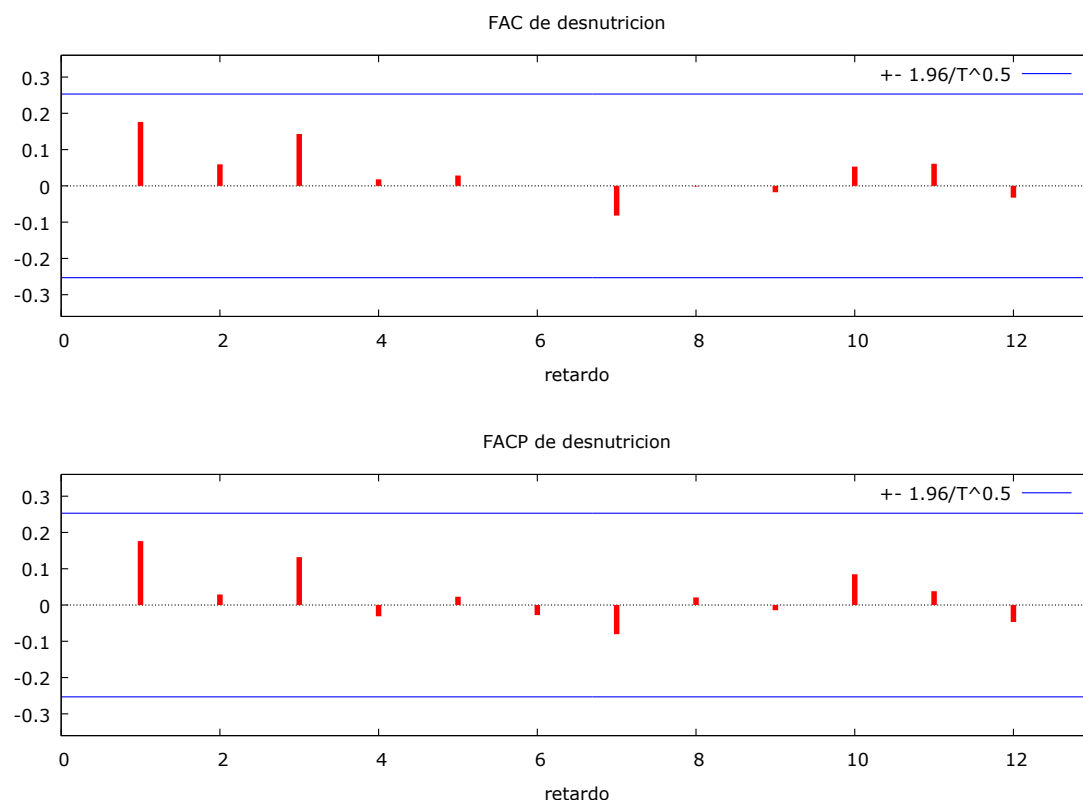 FAC de desnutricion
+- 1.96/T^0.5
0.3
0.2
0.1
0
-0.1
-0.2
-0.3
0 2 4 6 8 10 12
retardo
FACP de desnutricion
+- 1.96/T^0.5
0.3
0.2
0.1
0
-0.1
-0.2
-0.3
0 2 4 6 8 10 12
retardo